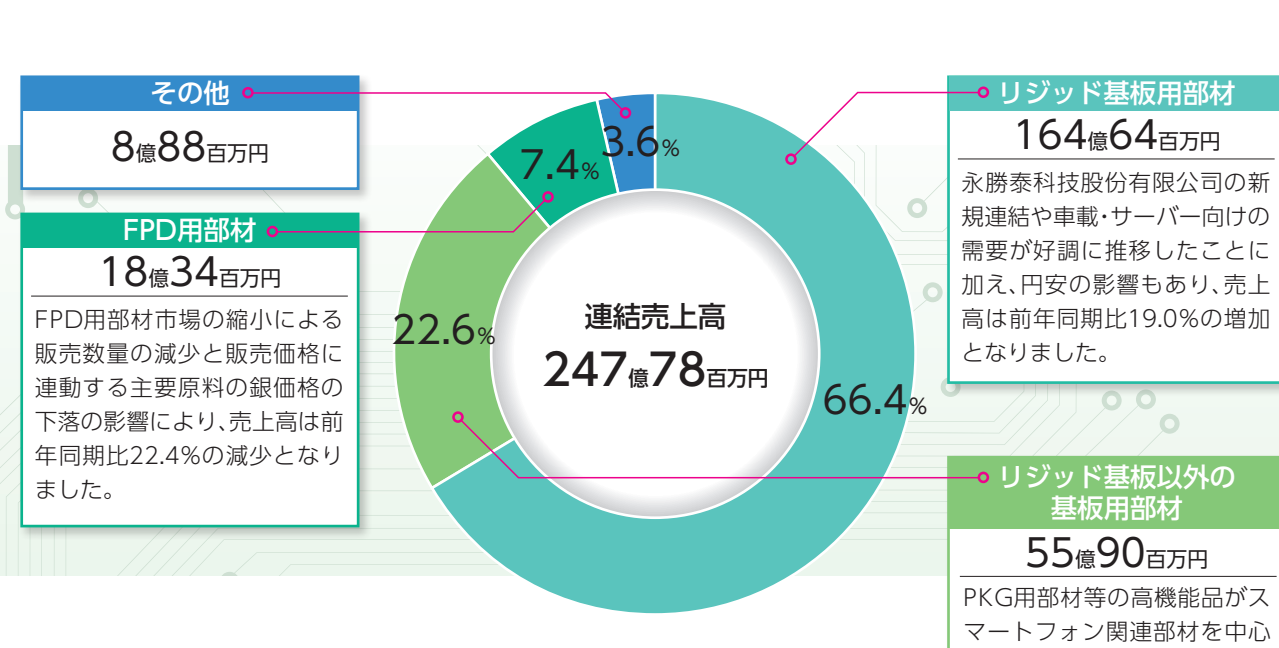 その他
8億88百万円
FPD用部材
18億34百万円
FPD用部材市場の縮小による
販売数量の減少と販売価格に
連動する主要原料の銀価格の
下落の影響により、売上高は前
年同期比22.4%の減少となり
ました。
3.6%
7.4%
22.6%
66.4%
連結売上高
247億78百万円
リジッド基板用部材
164億64百万円
永勝泰科技股份有限公司の新
規連結や車載・サーバー向けの
需要が好調に推移したことに
加え、円安の影響もあり、売上
高は前年同期比19.0%の増加
となりました。
リジッド基板以外の
基板用部材
55億90百万円
PKG用部材等の高機能品がス
マートフォン関連部材を中心